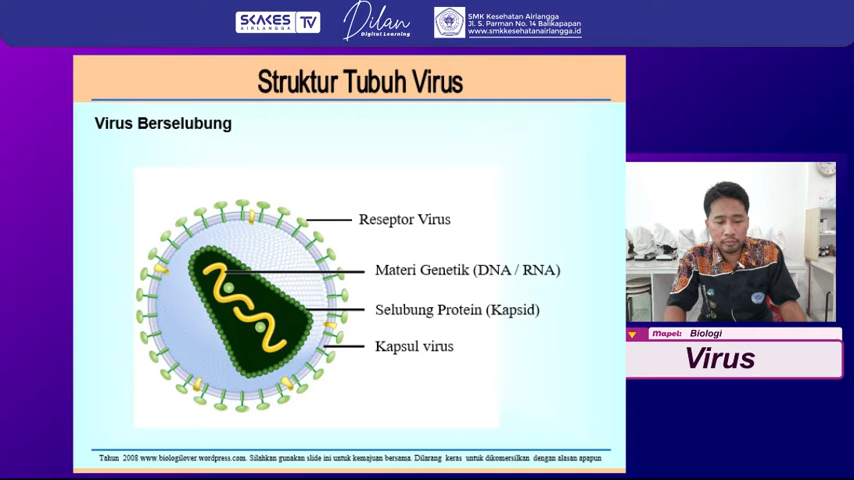 SKAKES
AIRLANGGA
TV
Dilan
Digital Learning
SMK Kesehatan Airlangga
Jl. S. Parman No. 14 Balikapapan
www.smkkesehatanairlangga.id
Struktur Tubuh Virus
Virus Berselubung
Reseptor Virus
Materi Genetik (DNA / RNA)
Selubung Protein (Kapsid)
Kapsul virus
Mapel: Biologi
Virus
Tahun 2008 www.biologilover.wordpress.com. Silahkan gunakan slide ini untuk kemajuan bersama. Dilarang keras untuk dikomersilkan dengan alasan apapun